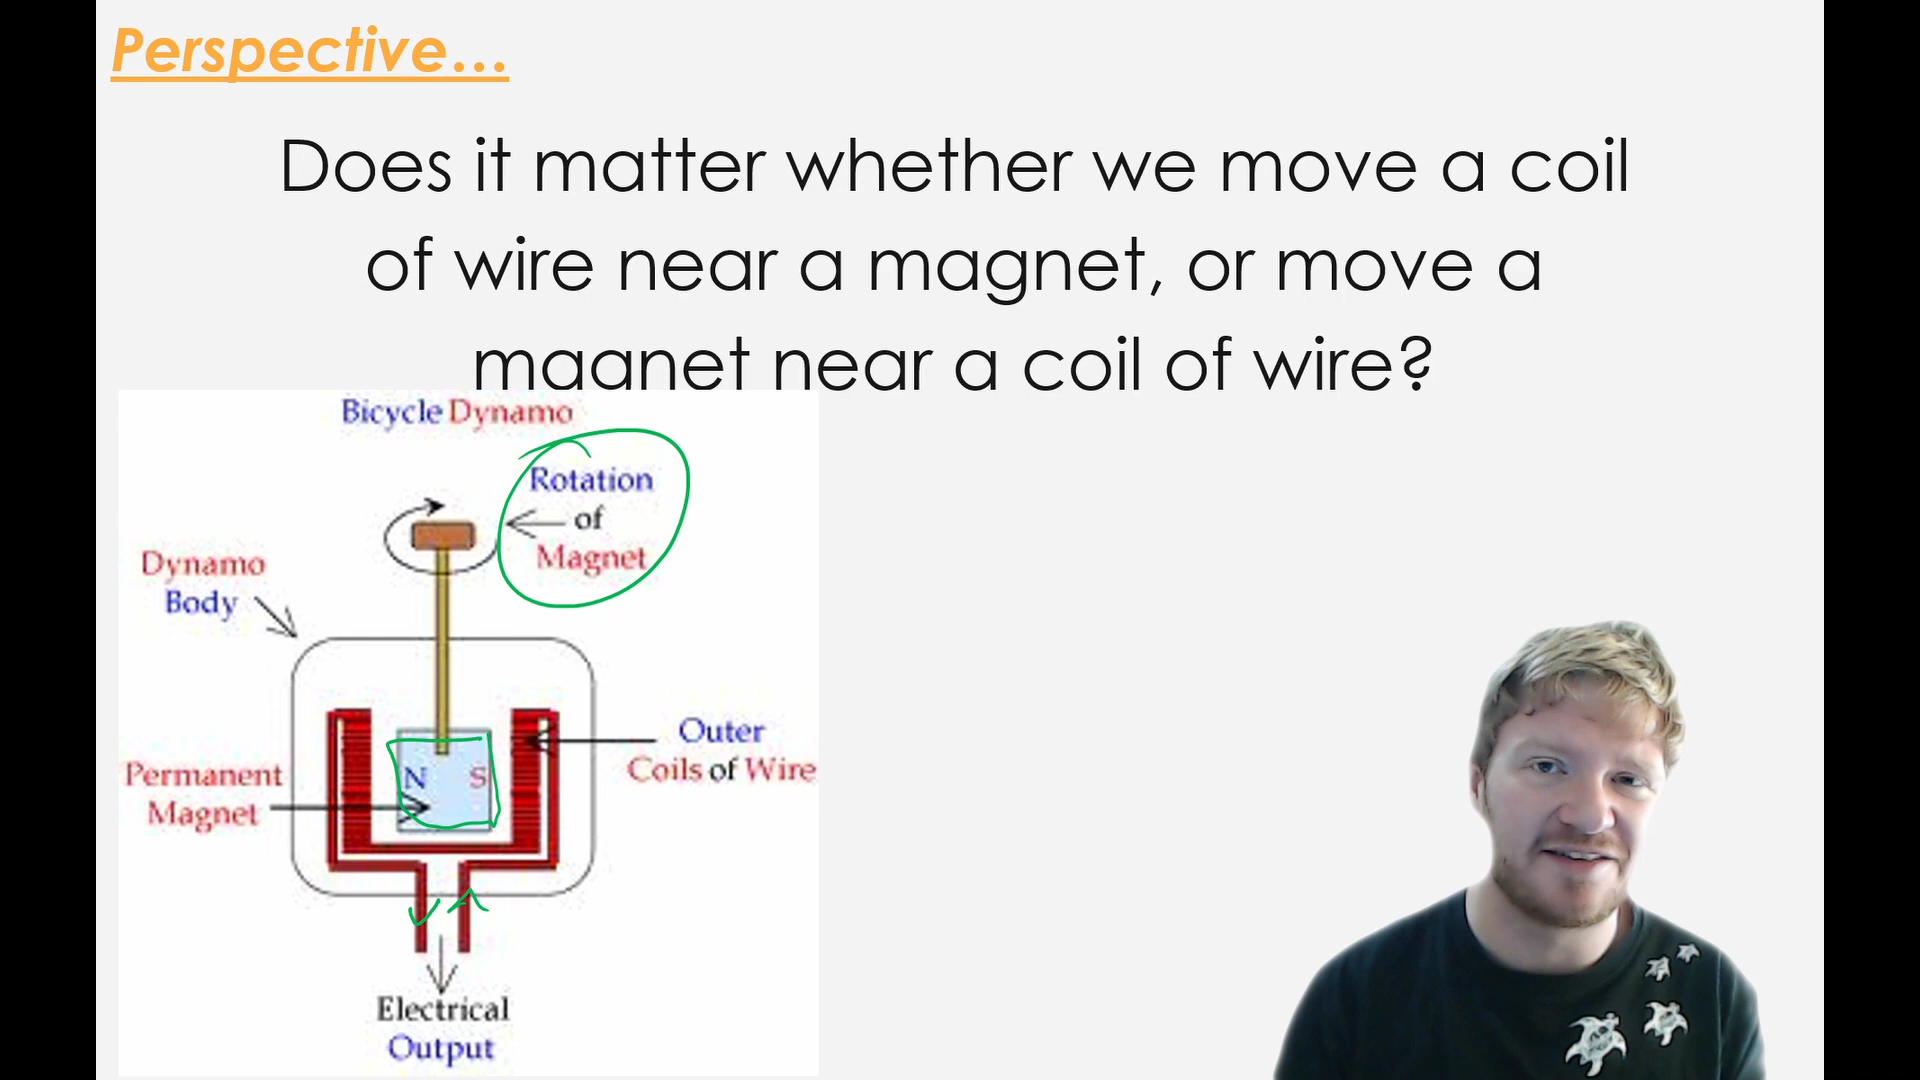 Perspective...
Does it matter whether we move a coil
of wire near a magnet, or move a
magnet near a coil of wire?
Bicycle Dynamo
Rotation
of
Magnet
Dynamo
Body
Outer
Coils of Wire
Permanent
Magnet
N S
Electrical
Output